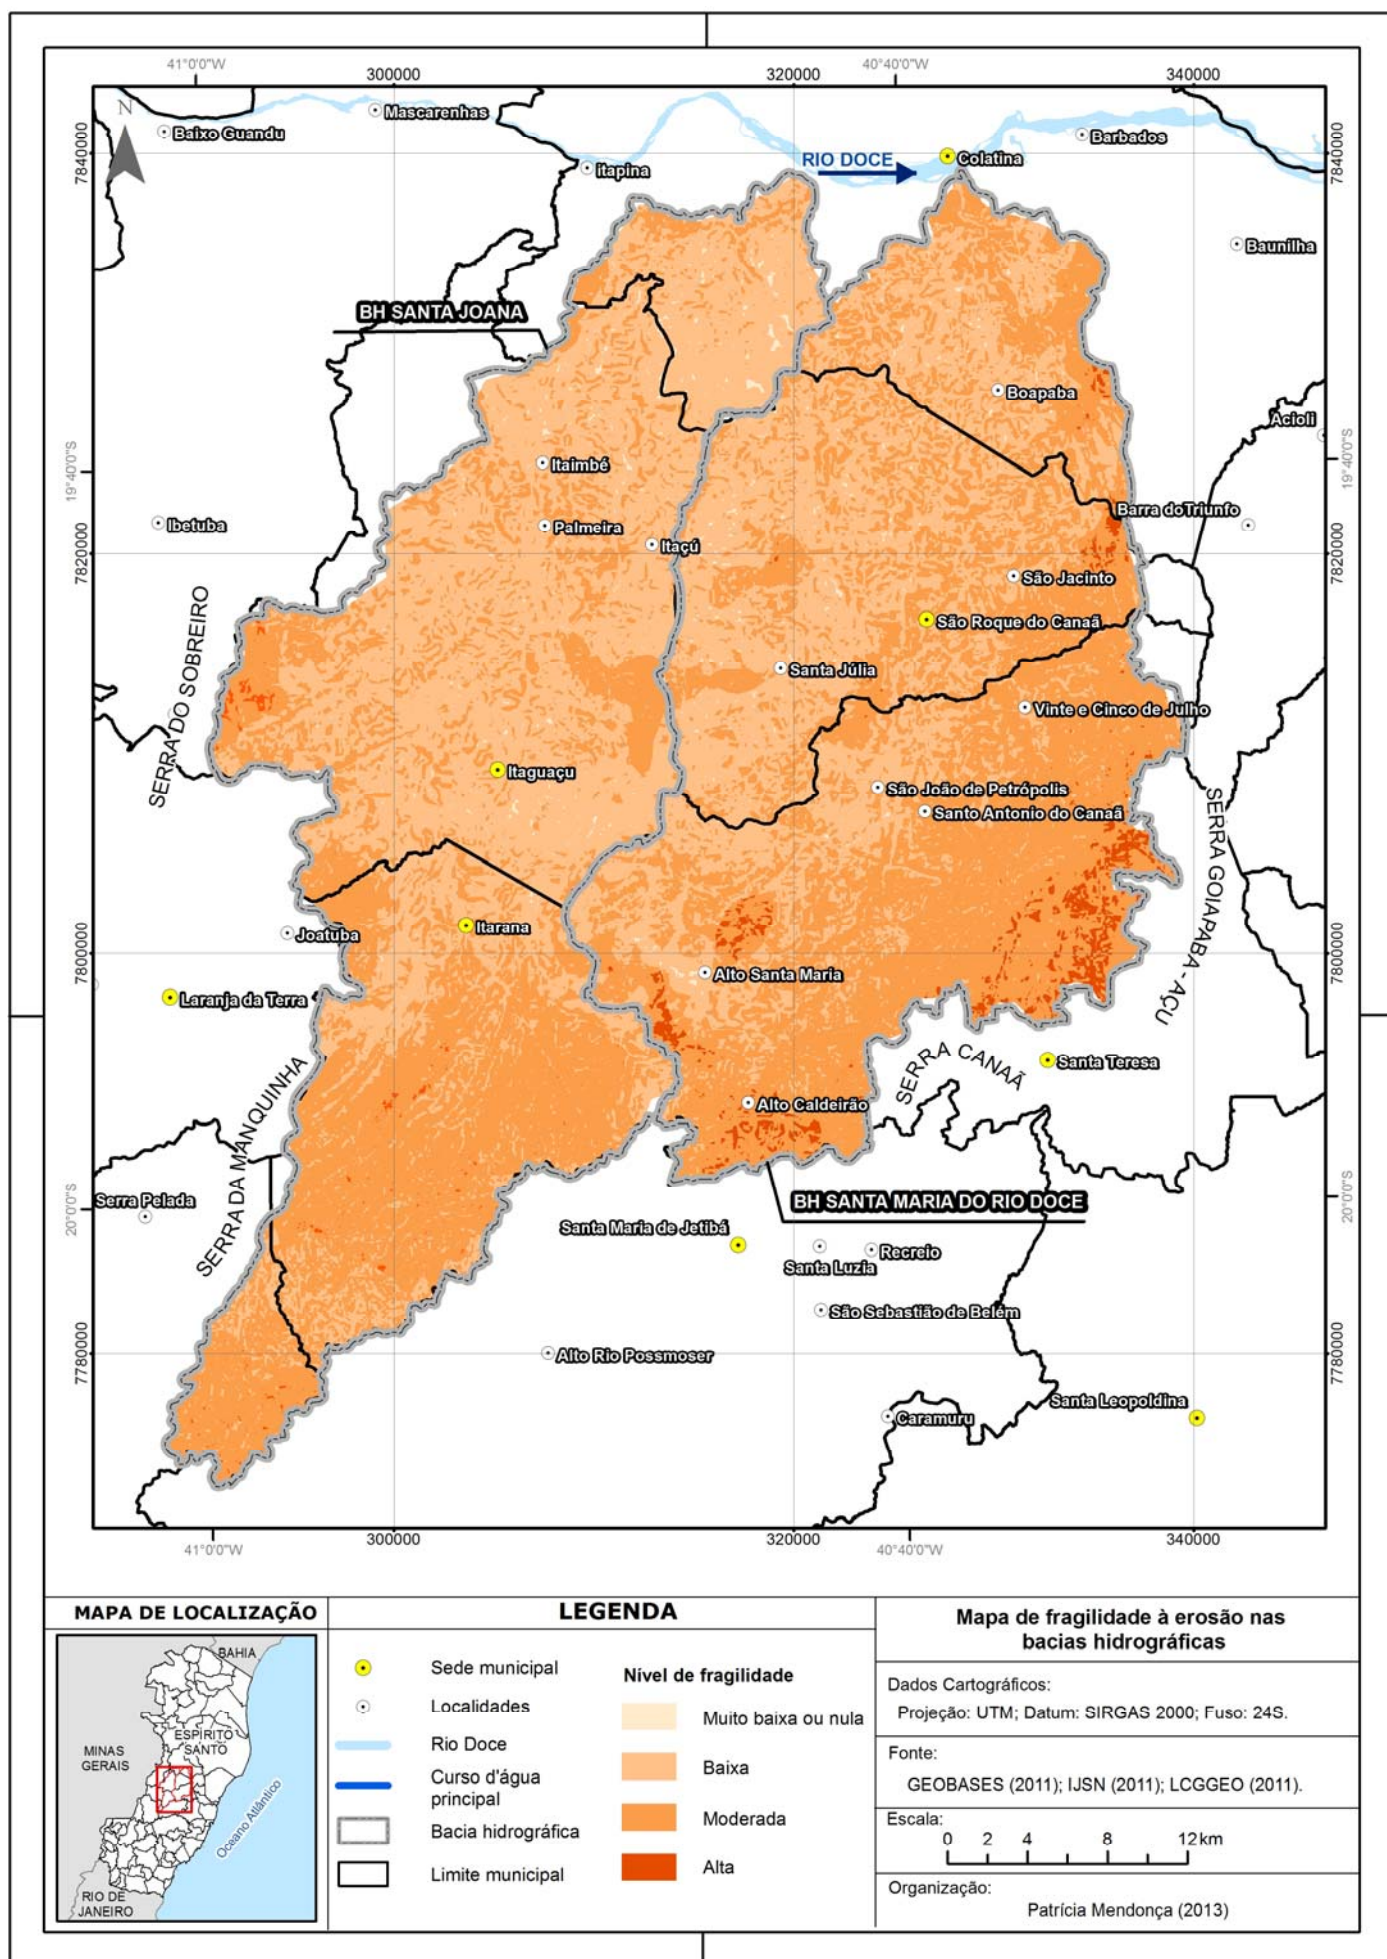 41°0'0"W
300000
320000
40°40'0"W
340000
N
Mascarenhas
Baixo Guandu
Barbados
7840000
RIO DOCE
Colatina
7840000
Itapina
Baunilha
BH SANTA JOANA
Boapaba
Acioli
19°40'0"S
Itaimbé
19°40'0"S
Barra doTriunfo
Ibetuba
Palmeira
Itaçú
7820000
7820000
São Jacinto
SERRA DO SOBREIRO
São Roque do Canaã
Santa Júlia
Vinte e Cinco de Julho
Itaguaçu
São João de Petrópolis
Santo Antonio do Canaã
SERRA GOIAPABA-AÇU
Itarana
Joatuba
7800000
7800000
Alto Santa Maria
Laranja da Terra
SERRA CANAÃ
Santa Teresa
Alto Caldeirão
SERRA DA MANQUINHA
Serra Pelada
20°0'0"S
BH SANTA MARIA DO RIO DOCE
20°0'0"S
Santa Maria de Jetibá
Santa Luzia
Recreio
São Sebastião de Belém
7780000
Alto Rio Possmoser
7780000
Santa Leopoldina
Caramuru
41°0'0"W
300000
320000
40°40'0"W
340000
MAPA DE LOCALIZAÇÃO
BAHIA
ESPÍRITO
SANTO
MINAS
GERAIS
Oceano Atlântico
RIO DE
JANEIRO
LEGENDA
Sede municipal
Localidades
Rio Doce
Curso d'água
principal
Bacia hidrográfica
Limite municipal
Nível de fragilidade
Muito baixa ou nula
Baixa
Moderada
Alta
Mapa de fragilidade à erosão nas
bacias hidrográficas
Dados Cartográficos:
Projeção: UTM; Datum: SIRGAS 2000; Fuso: 24S.
Fonte:
GEOBASES (2011); IJSN (2011); LCGGEO (2011).
Escala:
0 2 4 8 12 km
Organização:
Patrícia Mendonça (2013)